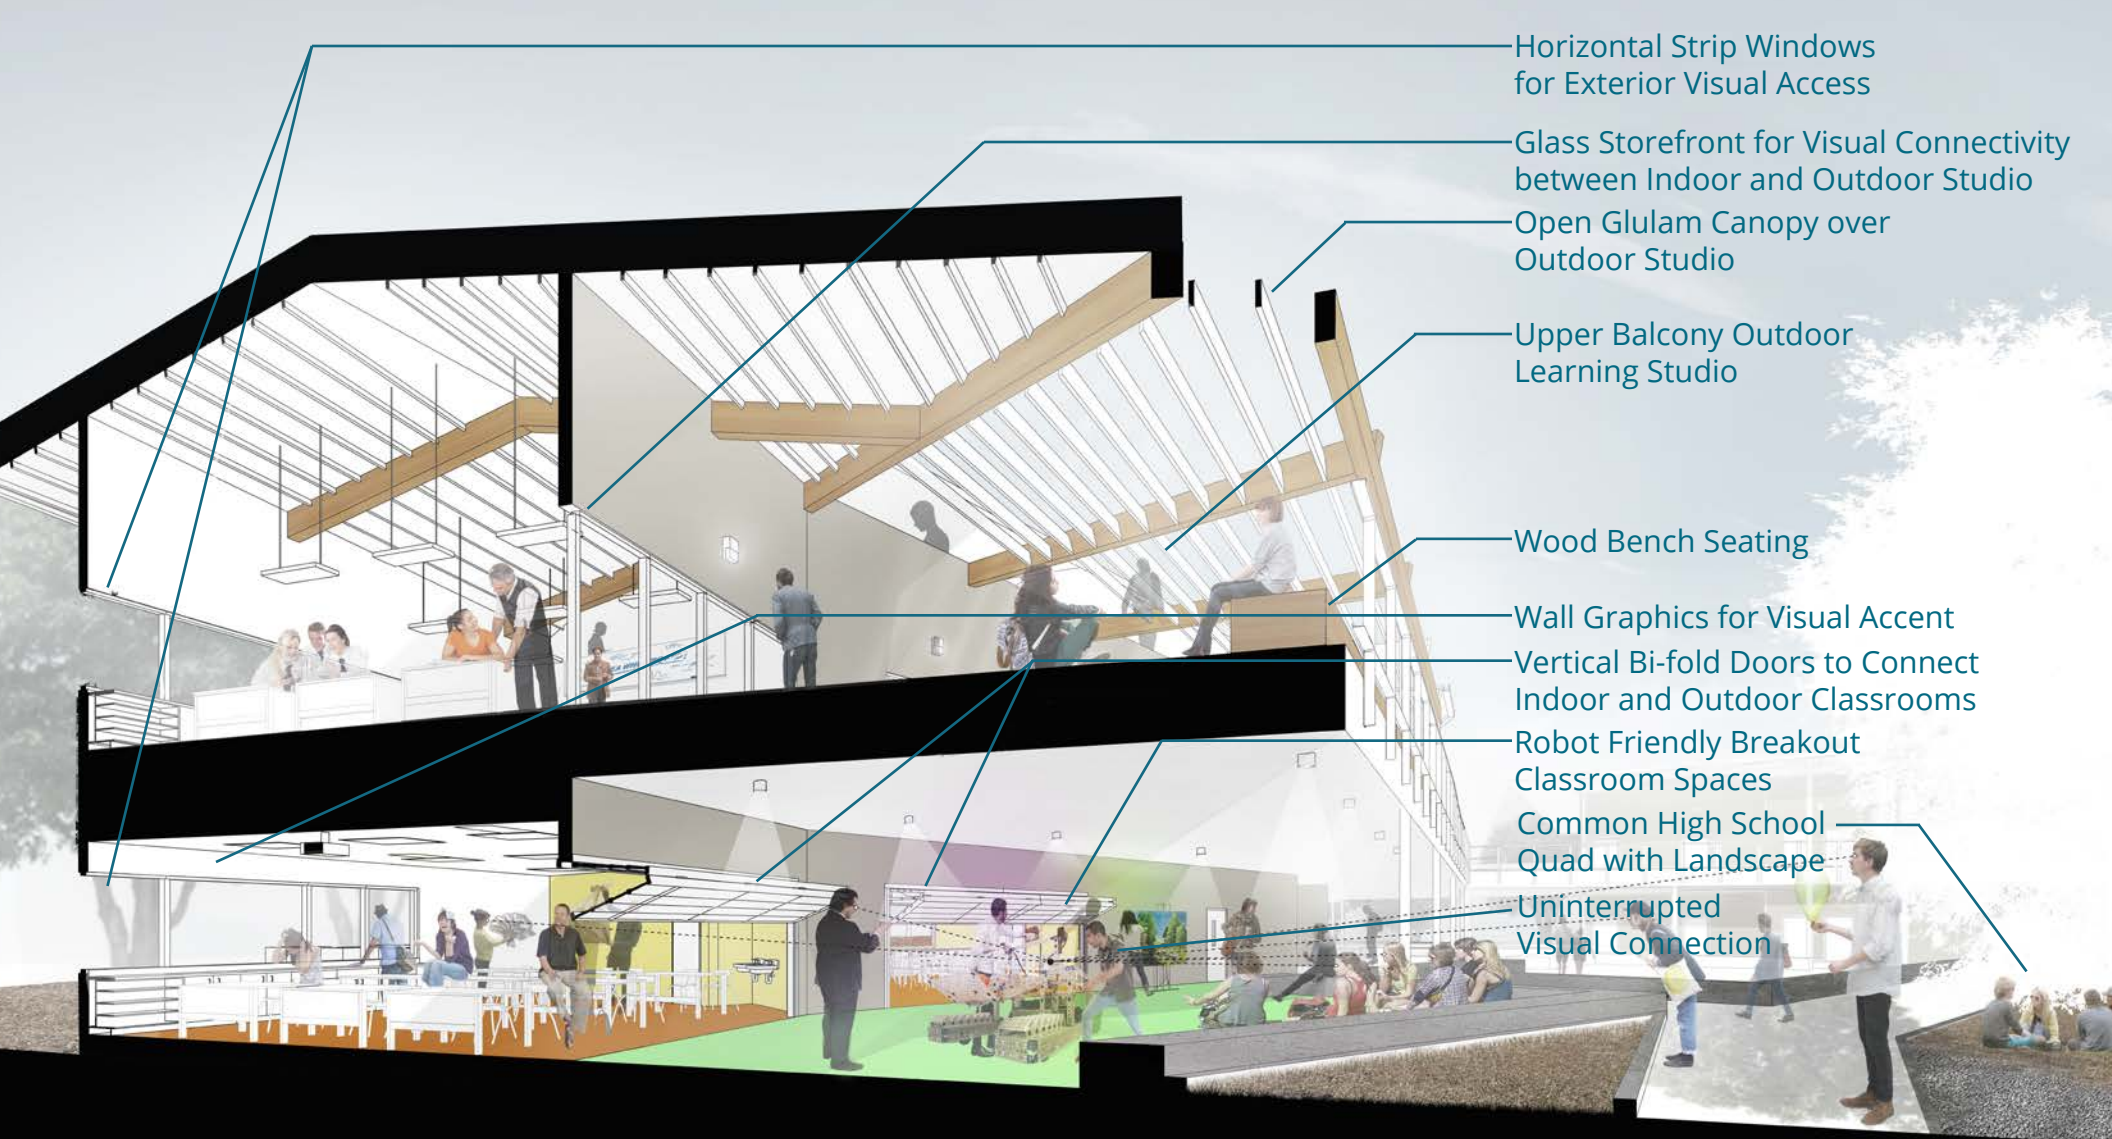 Horizontal Strip Windows
for Exterior Visual Access
Glass Storefront for Visual Connectivity
between Indoor and Outdoor Studio
Open Glulam Canopy over
Outdoor Studio
Upper Balcony Outdoor
Learning Studio
Wood Bench Seating
Wall Graphics for Visual Accent
Vertical Bi-fold Doors to Connect
Indoor and Outdoor Classrooms
Robot Friendly Breakout
Classroom Spaces
Common High School
Quad with Landscape
Uninterrupted
Visual Connection